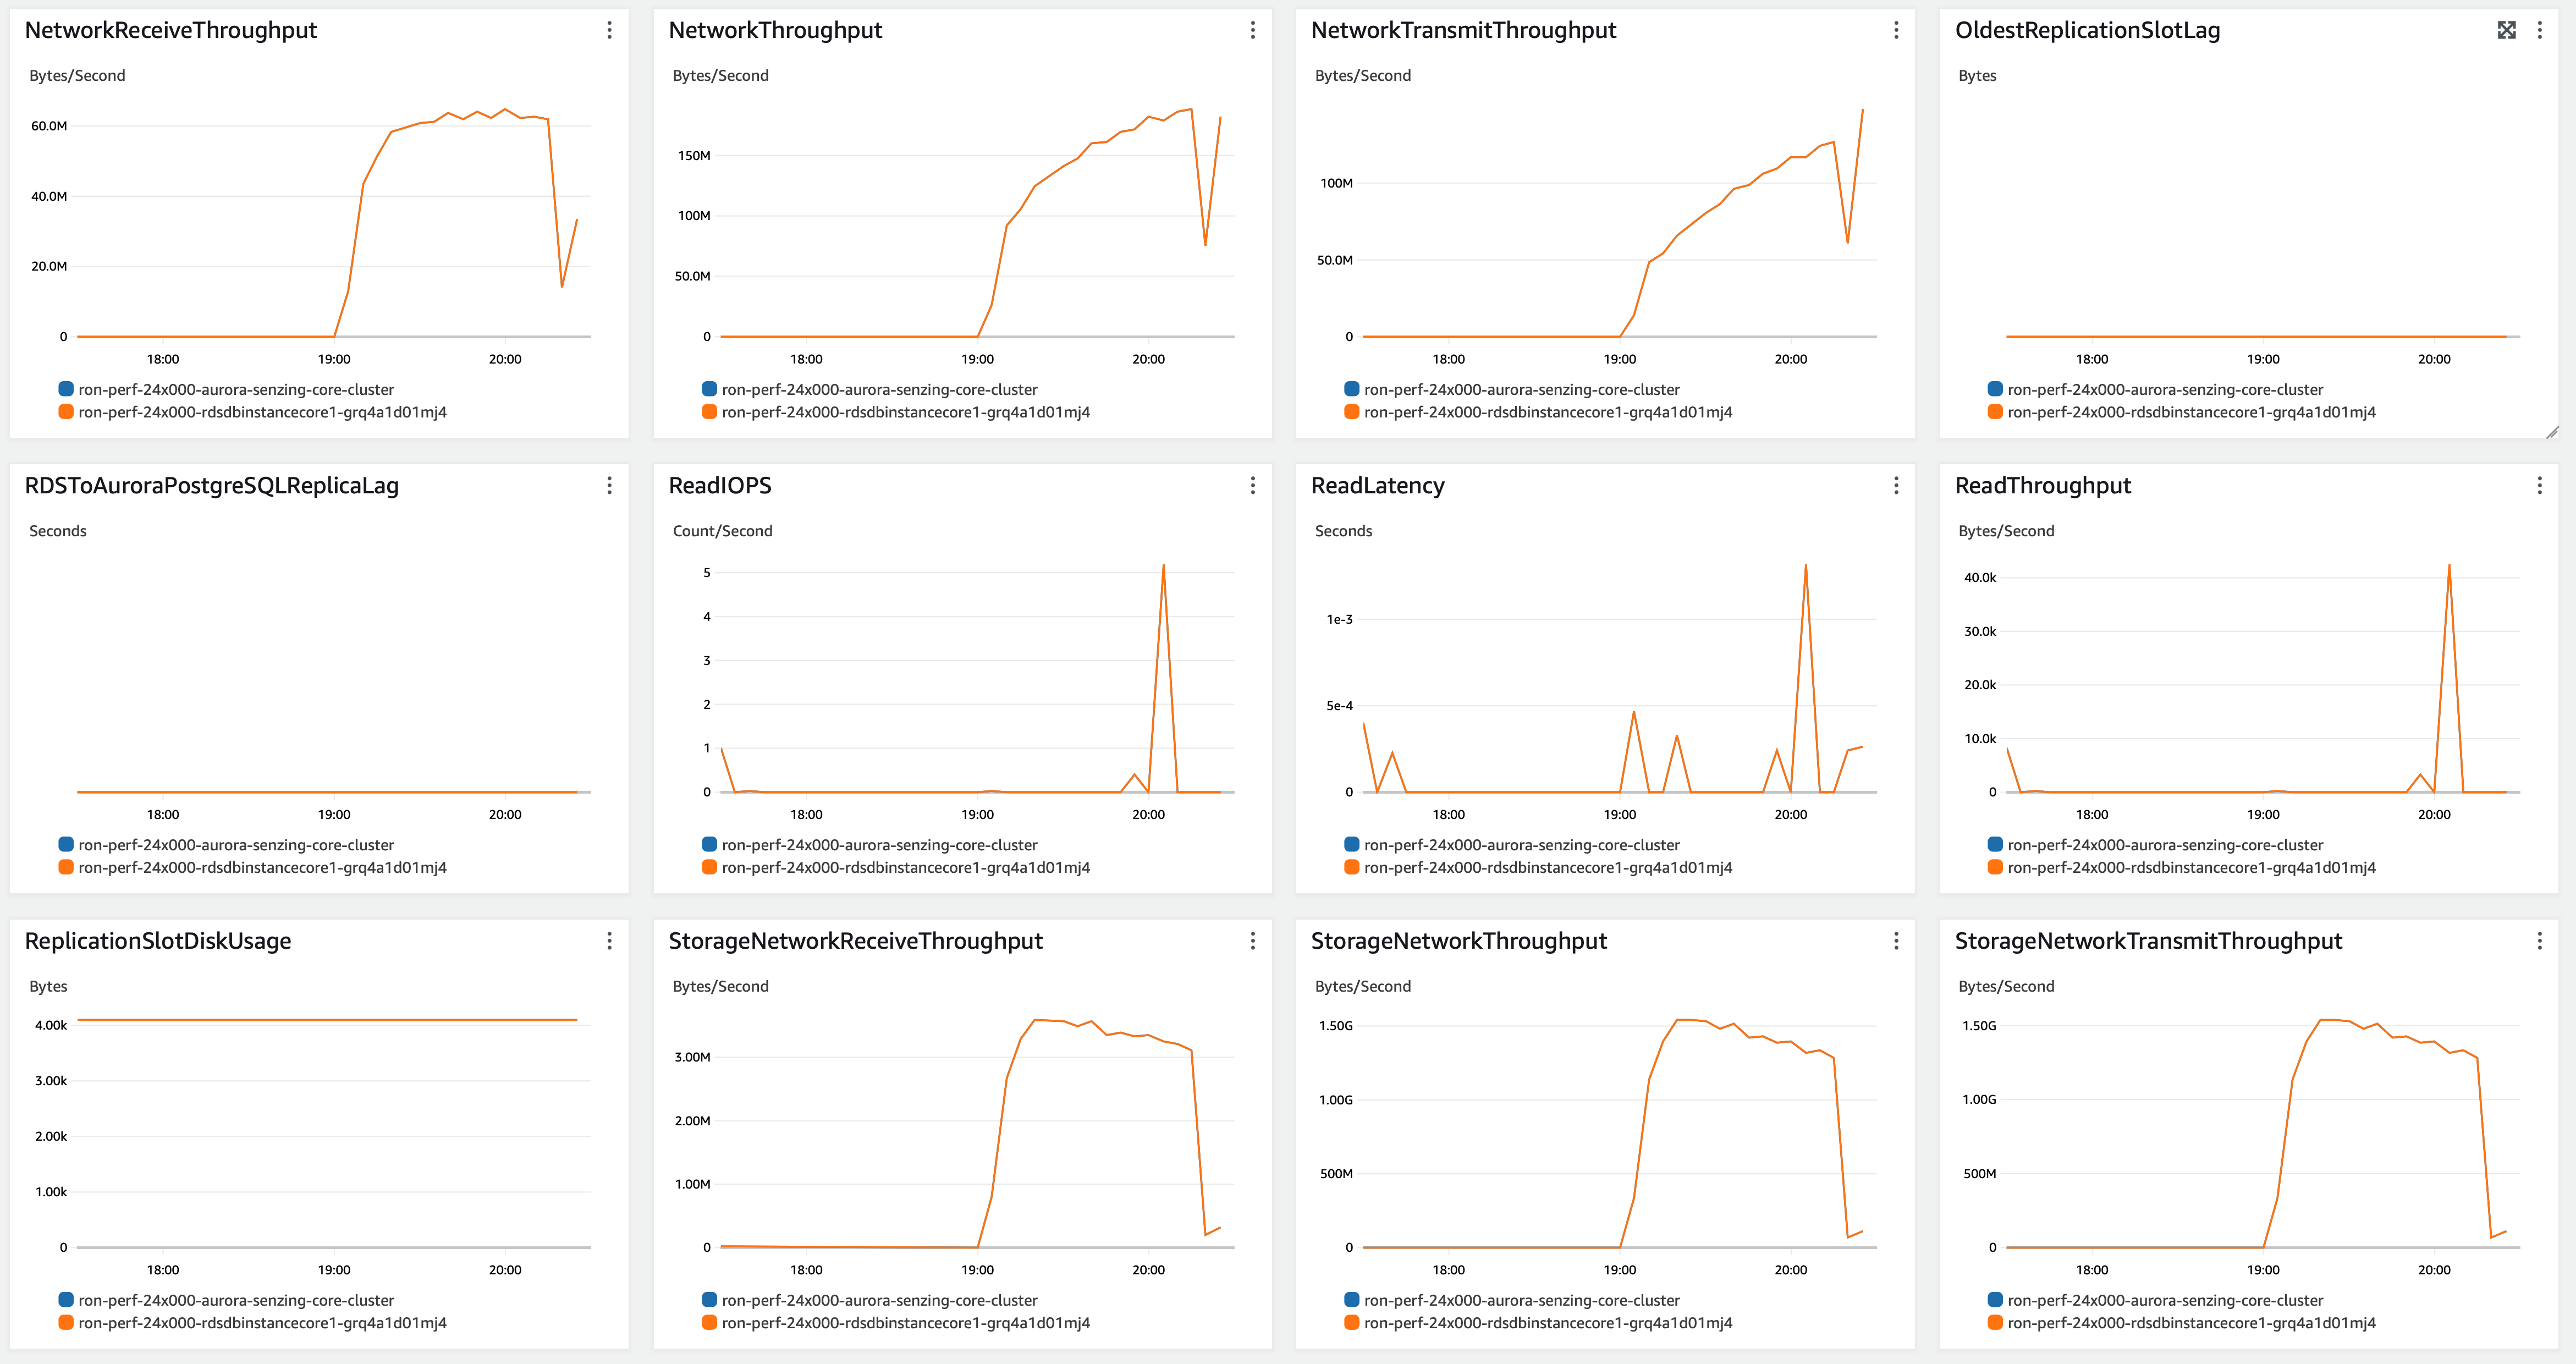 NetworkReceiveThroughput
Bytes/Second
60.0M
40.0M
20.0M
0
18:00 19:00 20:00
ron-perf-24x000-aurora-senzing-core-cluster
ron-perf-24x000-rdsdbinstancecore1-grq4a1d01mj4
NetworkThroughput
Bytes/Second
150M
100M
50.0M
0
18:00 19:00 20:00
ron-perf-24x000-aurora-senzing-core-cluster
ron-perf-24x000-rdsdbinstancecore1-grq4a1d01mj4
NetworkTransmitThroughput
Bytes/Second
100M
50.0M
0
18:00 19:00 20:00
ron-perf-24x000-aurora-senzing-core-cluster
ron-perf-24x000-rdsdbinstancecore1-grq4a1d01mj4
OldestReplicationSlotLag
Bytes
18:00 19:00 20:00
ron-perf-24x000-aurora-senzing-core-cluster
ron-perf-24x000-rdsdbinstancecore1-grq4a1d01mj4
RDSToAuroraPostgreSQLReplicaLag
Seconds
18:00 19:00 20:00
ron-perf-24x000-aurora-senzing-core-cluster
ron-perf-24x000-rdsdbinstancecore1-grq4a1d01mj4
ReadIOPS
Count/Second
5
4
3
2
1
0
18:00 19:00 20:00
ron-perf-24x000-aurora-senzing-core-cluster
ron-perf-24x000-rdsdbinstancecore1-grq4a1d01mj4
ReadLatency
Seconds
1e-3
5e-4
0
18:00 19:00 20:00
ron-perf-24x000-aurora-senzing-core-cluster
ron-perf-24x000-rdsdbinstancecore1-grq4a1d01mj4
ReadThroughput
Bytes/Second
40.0k
30.0k
20.0k
10.0k
0
18:00 19:00 20:00
ron-perf-24x000-aurora-senzing-core-cluster
ron-perf-24x000-rdsdbinstancecore1-grq4a1d01mj4
ReplicationSlotDiskUsage
Bytes
4.00k
3.00k
2.00k
1.00k
0
18:00 19:00 20:00
ron-perf-24x000-aurora-senzing-core-cluster
ron-perf-24x000-rdsdbinstancecore1-grq4a1d01mj4
StorageNetworkReceiveThroughput
Bytes/Second
3.00M
2.00M
1.00M
0
18:00 19:00 20:00
ron-perf-24x000-aurora-senzing-core-cluster
ron-perf-24x000-rdsdbinstancecore1-grq4a1d01mj4
StorageNetworkThroughput
Bytes/Second
1.50G
1.00G
500M
0
18:00 19:00 20:00
ron-perf-24x000-aurora-senzing-core-cluster
ron-perf-24x000-rdsdbinstancecore1-grq4a1d01mj4
StorageNetworkTransmitThroughput
Bytes/Second
1.50G
1.00G
500M
0
18:00 19:00 20:00
ron-perf-24x000-aurora-senzing-core-cluster
ron-perf-24x000-rdsdbinstancecore1-grq4a1d01mj4